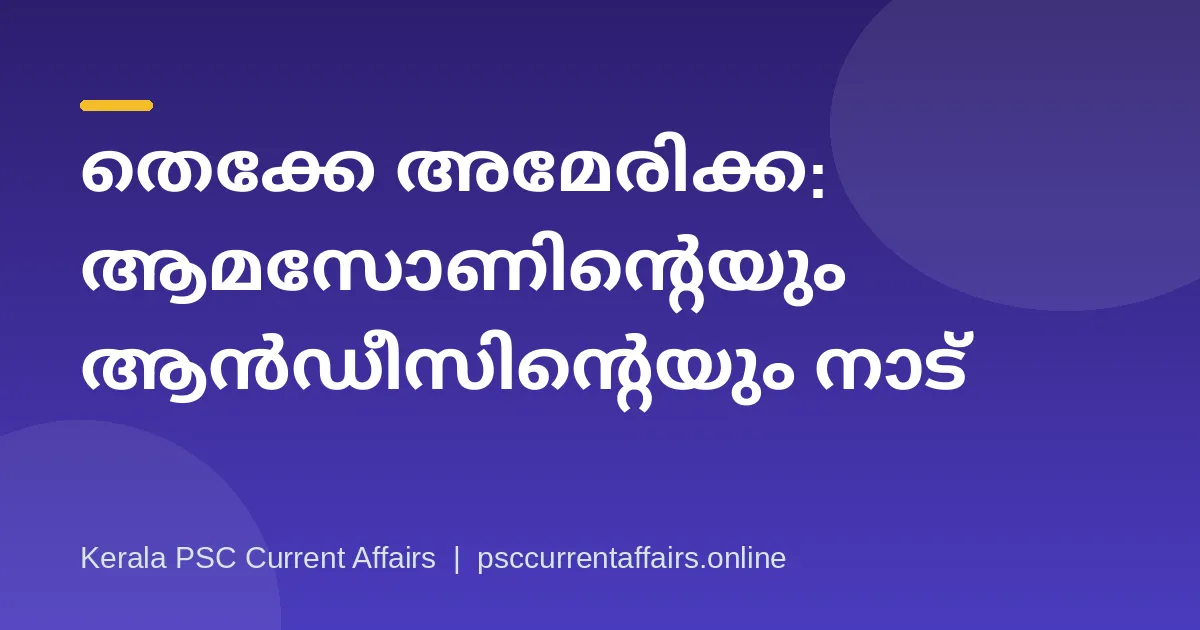 തെക്കേ അമേരിക്ക:
ആമസോണിന്റെയും
ആൻഡീസിന്റെയും നാട്
Kerala PSC Current Affairs | psccurrentaffairs.online